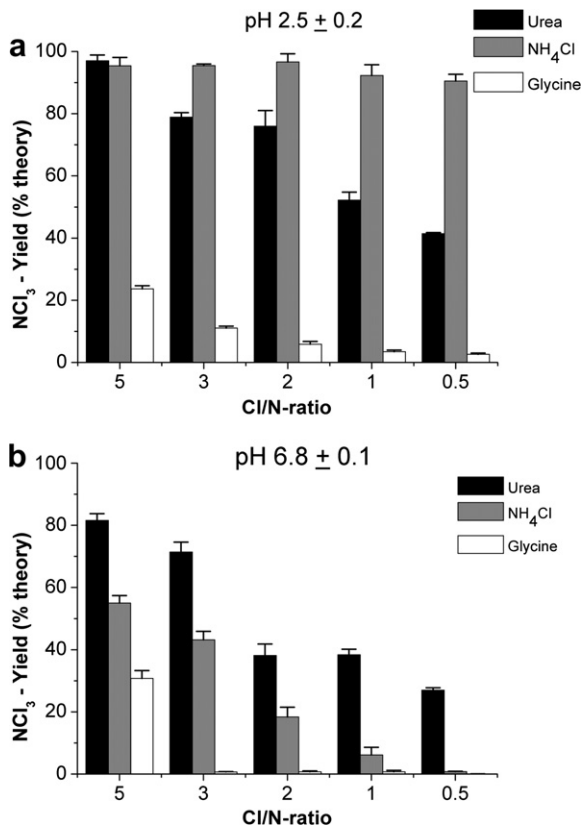 a
pH 2.5 ± 0.2
Urea
NH₄Cl
Glycine
100
80
60
40
20
0
NCl₃ - Yield (% theory)
5 3 2 1 0.5
Cl/N-ratio
b
pH 6.8 ± 0.1
Urea
NH₄Cl
Glycine
100
80
60
40
20
0
NCl₃ - Yield (% theory)
5 3 2 1 0.5
Cl/N-ratio